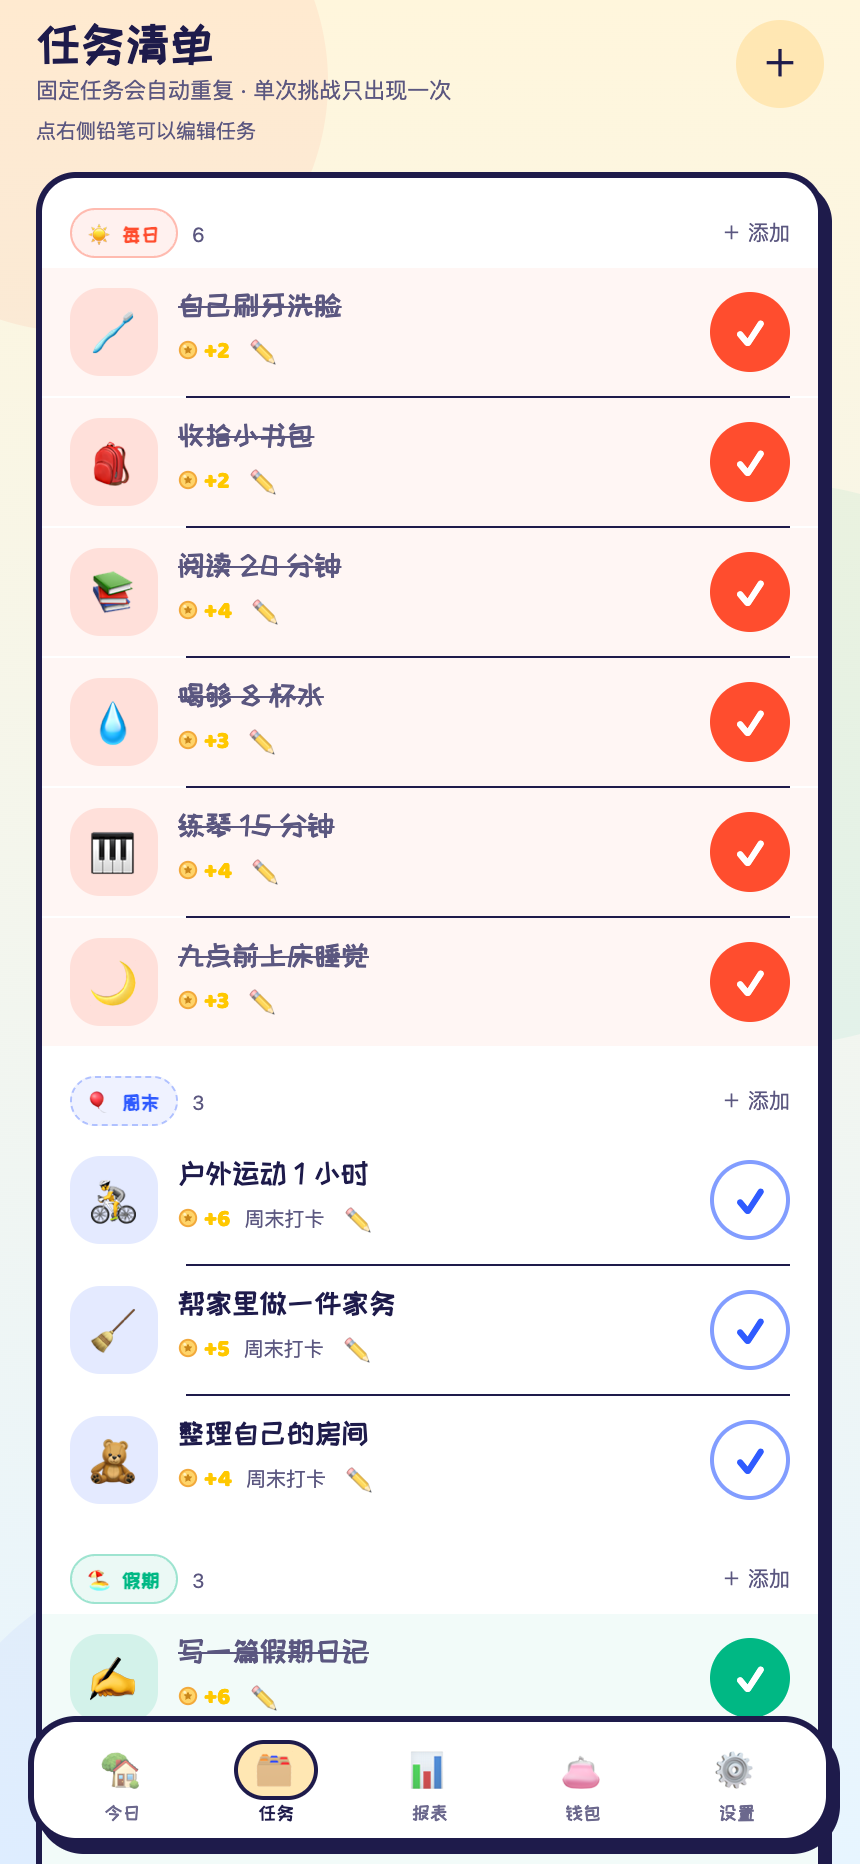 任务清单
固定任务会自动重复 · 单次挑战只出现一次
点右侧铅笔可以编辑任务
+
每日 6 + 添加
自己刷牙洗脸
+2
收拾小书包
+2
阅读 20 分钟
+4
喝够 8 杯水
+3
练琴 15 分钟
+4
九点前上床睡觉
+3
周末 3 + 添加
户外运动 1 小时
+6 周末打卡
帮家里做一件家务
+5 周末打卡
整理自己的房间
+4 周末打卡
假期 3 + 添加
写一篇假期日记
+6
今日 任务 报表 钱包 设置